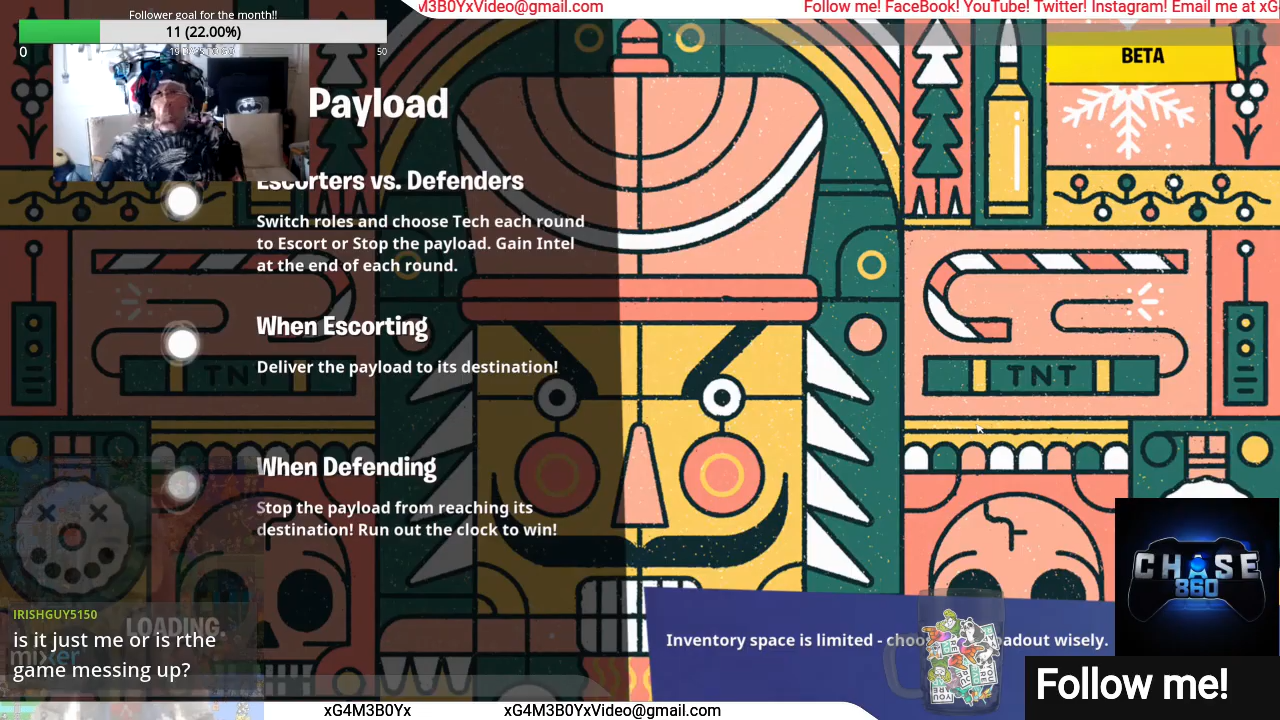 Follower goal for the month!!
11 (22.00%)
0
50
M3B0YxVideo@gmail.com
Follow me! FaceBook! YouTube! Twitter! Instagram! Email me at xG
BETA
Payload
Escorters vs. Defenders
Switch roles and choose Tech each round
to Escort or Stop the payload. Gain Intel
at the end of each round.
When Escorting
Deliver the payload to its destination!
TNT
TNT
When Defending
Stop the payload from reaching its
destination! Run out the clock to win!
IRISHGUY5150
is it just me or is rthe
game messing up?
LOADING.
mixer
Inventory space is limited - choo adout wisely.
CHASE
860
Follow me!
xG4M3B0Yx
xG4M3B0YxVideo@gmail.com